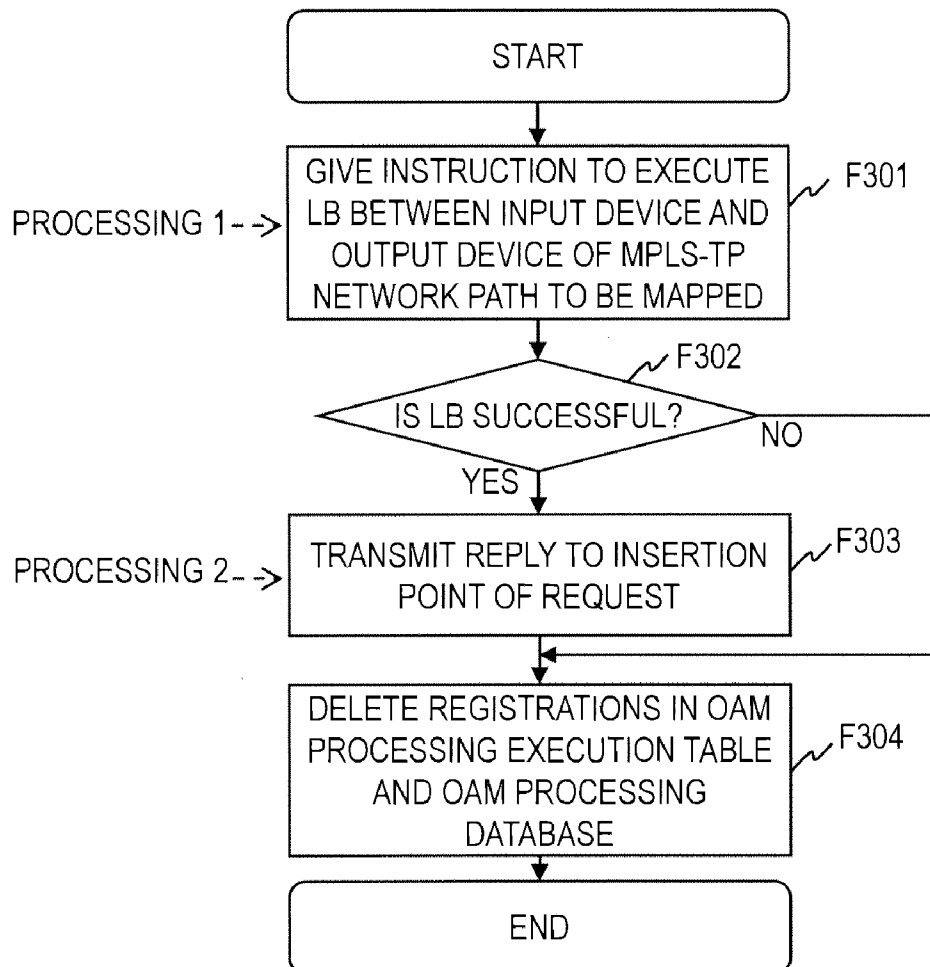 START
GIVE INSTRUCTION TO EXECUTE
LB BETWEEN INPUT DEVICE AND
OUTPUT DEVICE OF MPLS-TP
NETWORK PATH TO BE MAPPED
F301
PROCESSING 1
F302
IS LB SUCCESSFUL?
NO
YES
TRANSMIT REPLY TO INSERTION
POINT OF REQUEST
F303
PROCESSING 2
DELETE REGISTRATIONS IN OAM
PROCESSING EXECUTION TABLE
AND OAM PROCESSING
DATABASE
F304
END